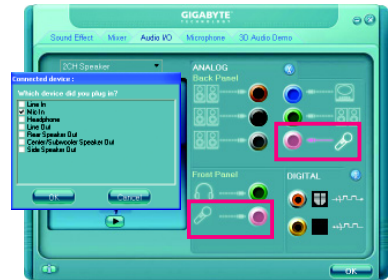 GIGABYTE
TECHNOLOGY
Sound Effect
Mixer
Audio I/O
Microphone
3D Audio Demo
2CH Speaker
ANALOG
Back Panel
Connected device :
Which device did you plug in?
Line In
Mic In
Headphone
Line Out
Rear Speaker Out
Center/Subwoofer Speaker Out
Side Speaker Out
OK
Cancel
Front Panel
DIGITAL
OK